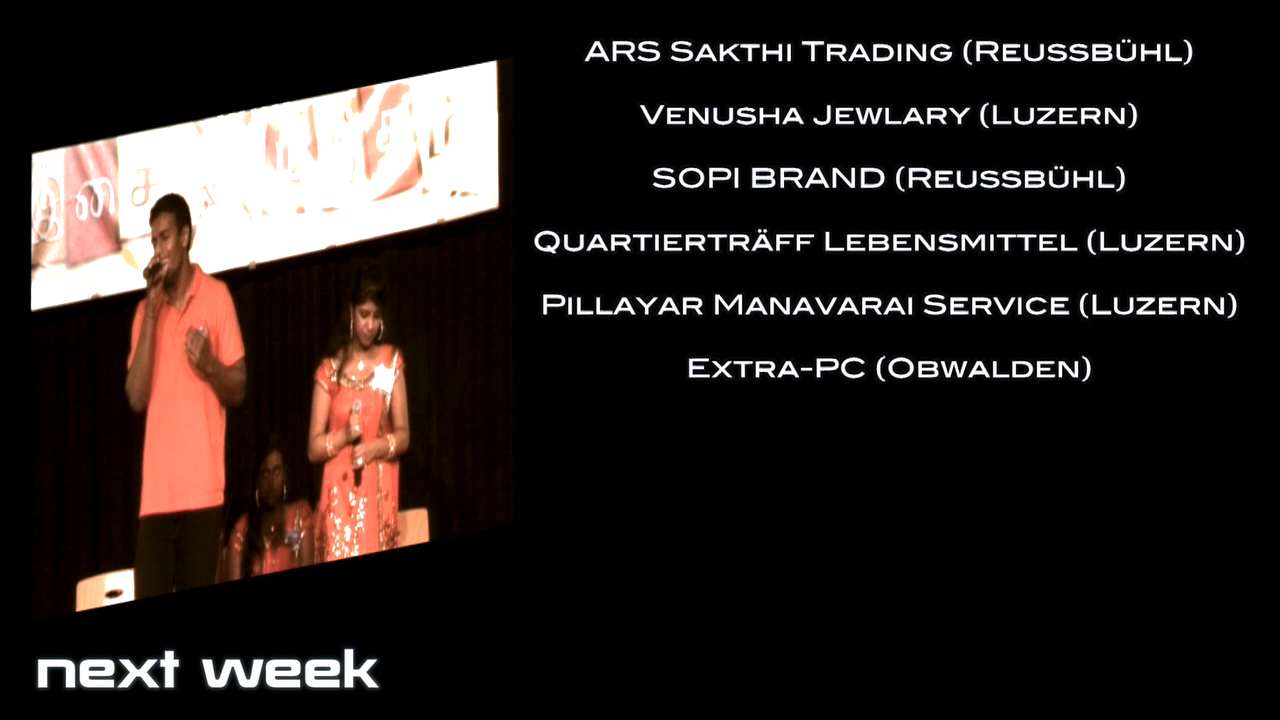 ARS Sakthi Trading (Reussbühl)
Venusha Jewlary (Luzern)
SOPI BRAND (Reussbühl)
Quartierträff Lebensmittel (Luzern)
Pillayar Manavarai Service (Luzern)
Extra-PC (Obwalden)
next week